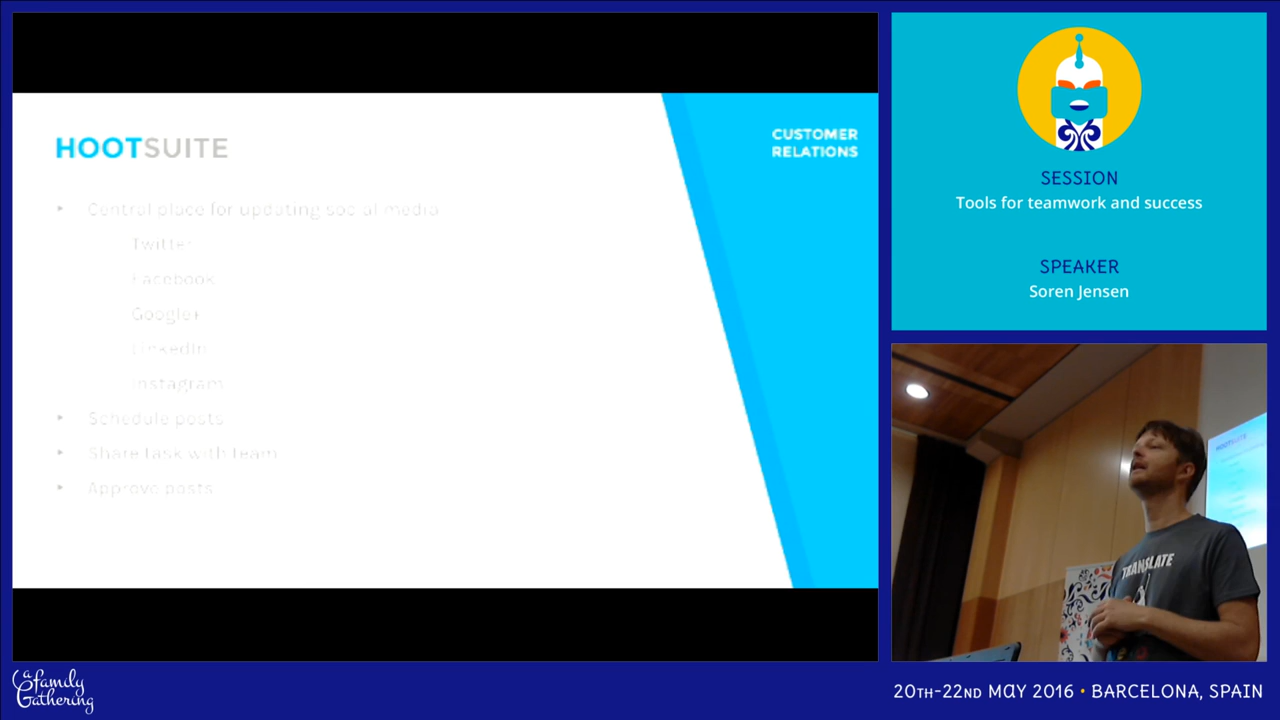 HOOTSUITE
CUSTOMER
RELATIONS
Central place for updating social media
Twitter
Facebook
Google+
LinkedIn
Instagram
Schedule posts
Share task with team
Approve posts
SESSION
Tools for teamwork and success
SPEAKER
Soren Jensen
TRANSLATE
a family
Gathering
20TH-22ND MAY 2016 • BARCELONA, SPAIN